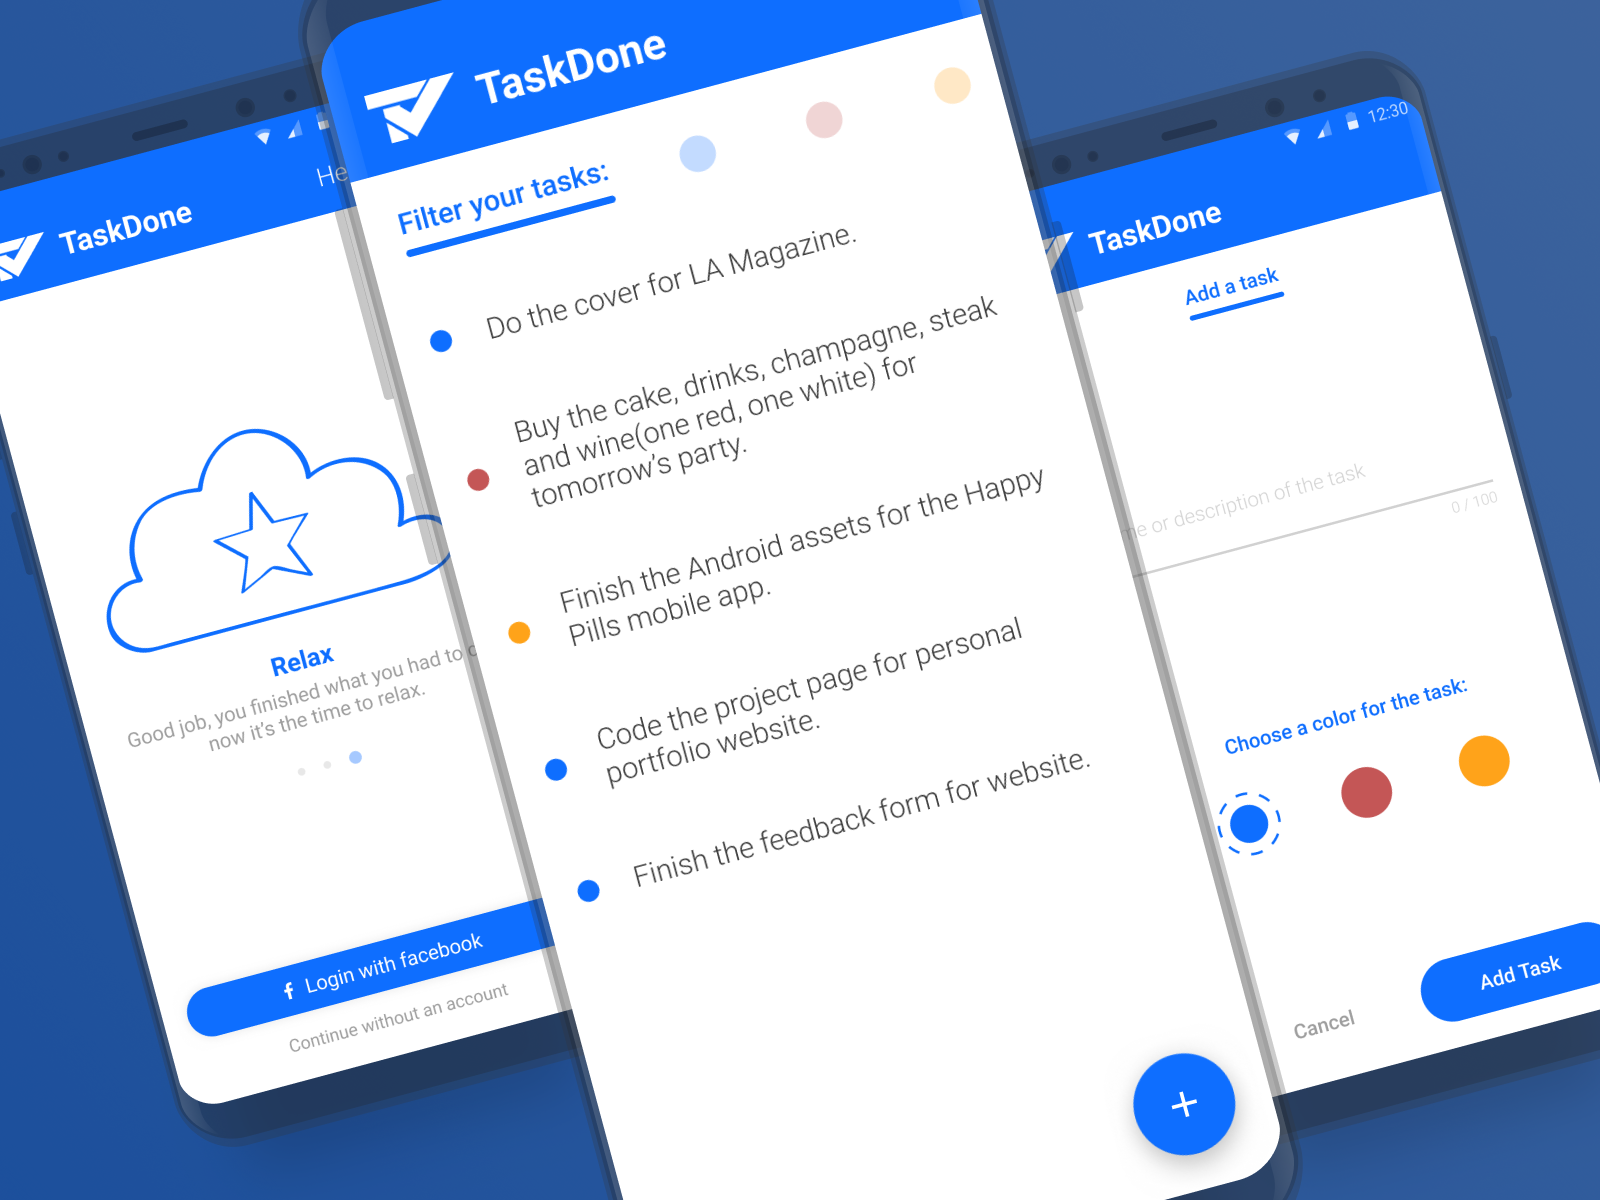 He
TaskDone
Relax
Good job, you finished what you had to
now it's the time to relax.
Login with facebook
Continue without an account
TaskDone
Filter your tasks:
Do the cover for LA Magazine.
Buy the cake, drinks, champagne, steak
and wine(one red, one white) for
tomorrow's party.
Finish the Android assets for the Happy
Pills mobile app.
Code the project page for personal
portfolio website.
Finish the feedback form for website.
+
12:30
TaskDone
Add a task
or description of the task
0 / 100
Choose a color for the task:
Cancel
Add Task